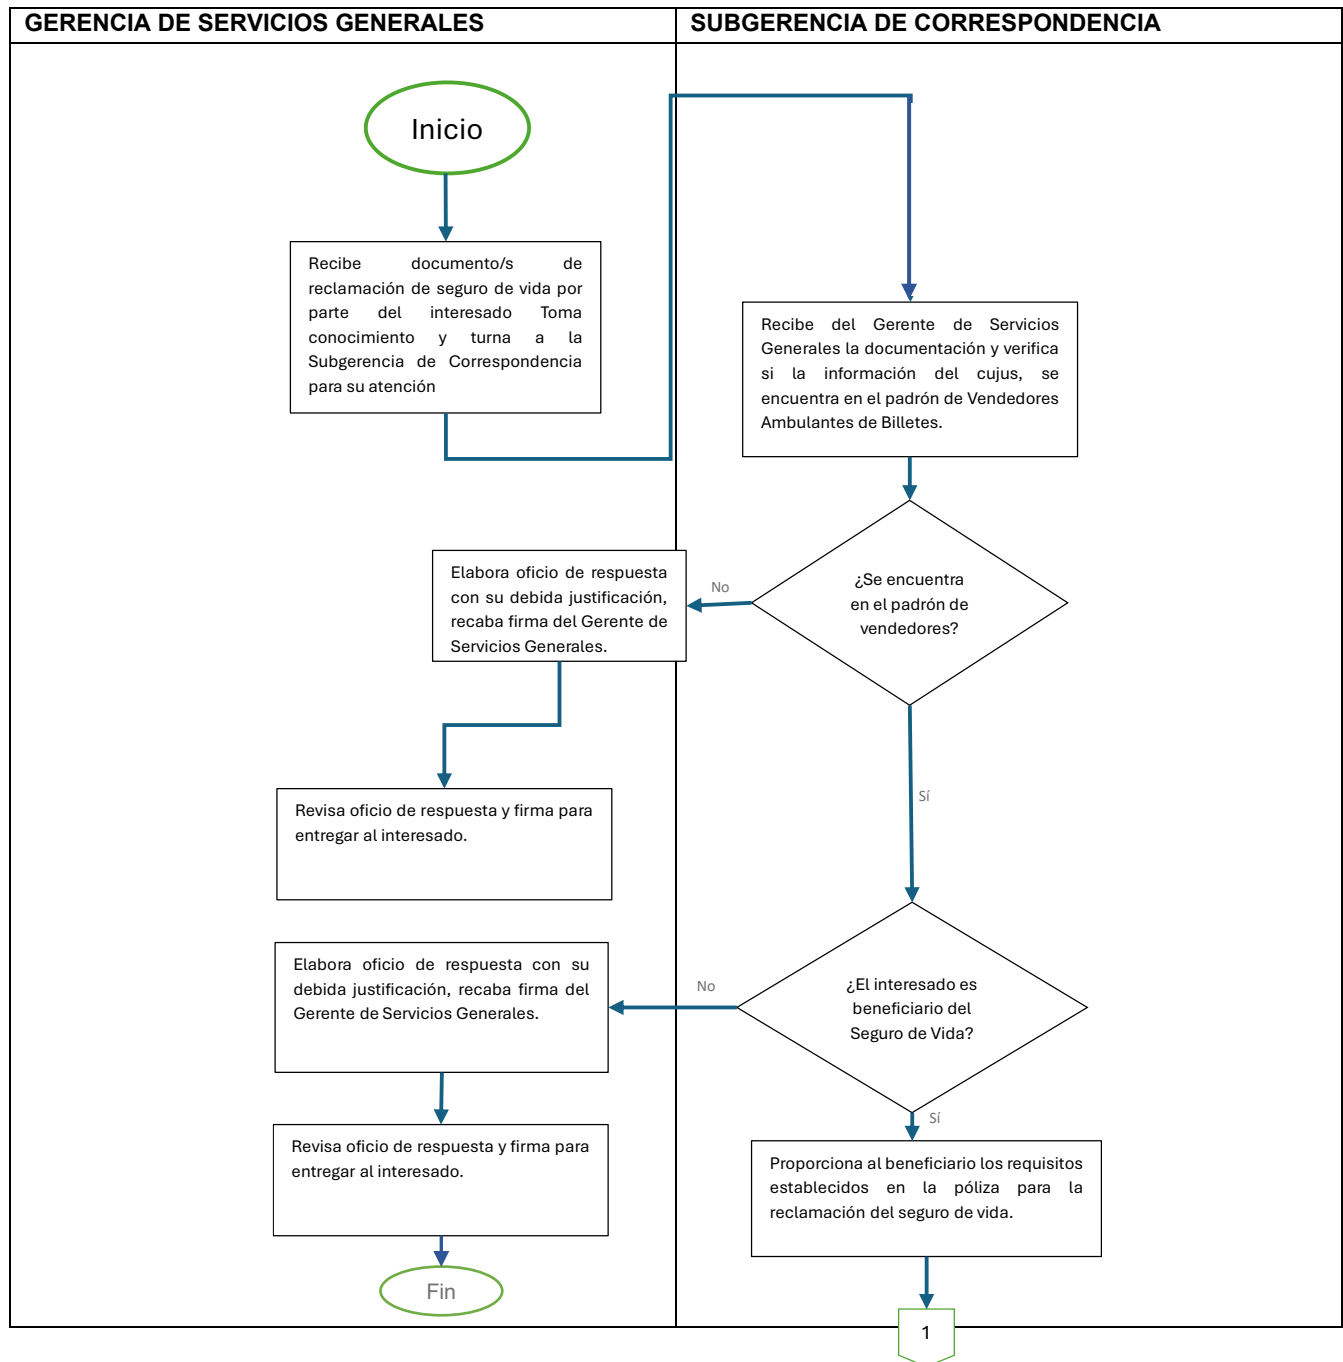 GERENCIA DE SERVICIOS GENERALES
SUBGERENCIA DE CORRESPONDENCIA
Inicio
Recibe documento/s de
reclamación de seguro de vida por
parte del interesado Toma
conocimiento y turna a la
Subgerencia de Correspondencia
para su atención
Recibe del Gerente de Servicios
Generales la documentación y verifica
si la información del cujus, se
encuentra en el padrón de Vendedores
Ambulantes de Billetes.
¿Se encuentra
en el padrón de
vendedores?
No
Elabora oficio de respuesta
con su debida justificación,
recaba firma del Gerente de
Servicios Generales.
Revisa oficio de respuesta y firma para
entregar al interesado.
Sí
¿El interesado es
beneficiario del
Seguro de Vida?
No
Elabora oficio de respuesta con su
debida justificación, recaba firma del
Gerente de Servicios Generales.
Revisa oficio de respuesta y firma para
entregar al interesado.
Fin
Sí
Proporciona al beneficiario los requisitos
establecidos en la póliza para la
reclamación del seguro de vida.
1